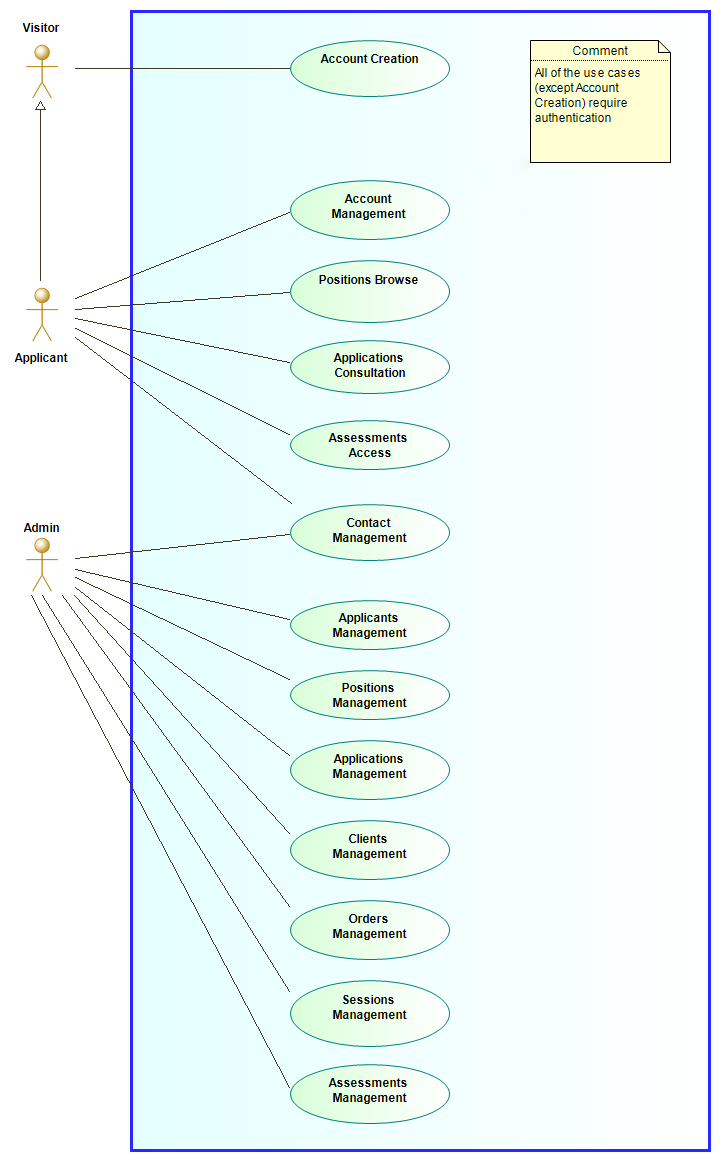 Visitor
Account Creation
Comment
All of the use cases
(except Account
Creation) require
authentication
Account
Management
Positions Browse
Applicant
Applications
Consultation
Assessments
Access
Admin
Contact
Management
Applicants
Management
Positions
Management
Applications
Management
Clients
Management
Orders
Management
Sessions
Management
Assessments
Management